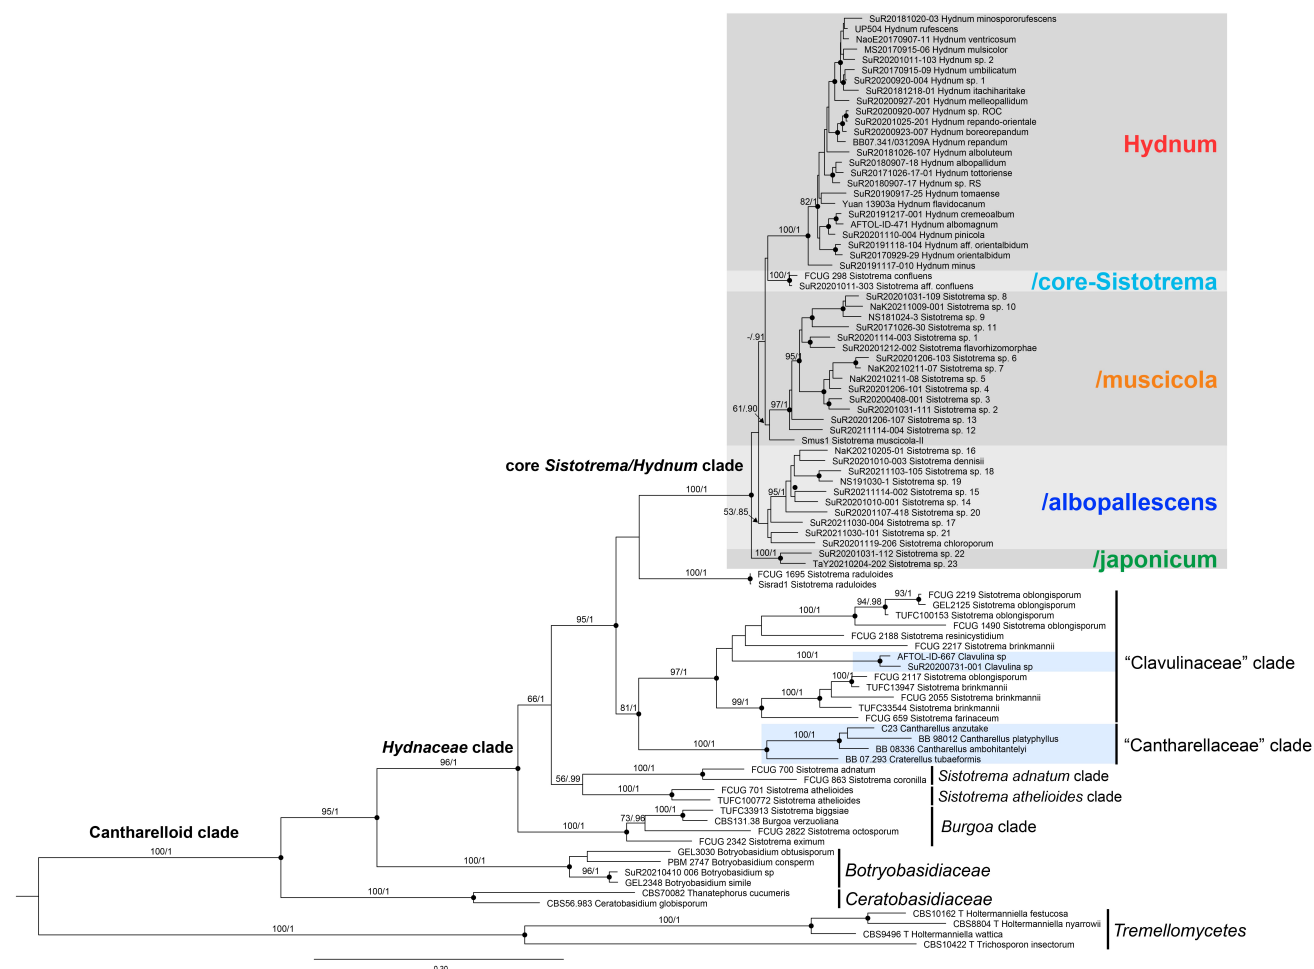 SuR20181020-03 Hydnum minospororufescens
UP504 Hydnum rufescens
NaoE20170907-11 Hydnum ventricosum
MS20170915-06 Hydnum mulsicolor
SuR20201011-103 Hydnum sp. 2
SuR20170915-09 Hydnum umbilicatum
SuR20200920-004 Hydnum sp. 1
SuR20181218-01 Hydnum itachiharitake
SuR20200927-201 Hydnum melleopallidum
SuR20200920-007 Hydnum sp. ROC
SuR20201025-201 Hydnum repando-orientale
SuR20200923-007 Hydnum boreorepandum
BB07.341/031209A Hydnum repandum
Hydnum
SuR20181026-107 Hydnum alboluteum
SuR20180907-18 Hydnum albopallidum
SuR20171026-17-01 Hydnum tottoriense
SuR20180907-17 Hydnum sp. RS
SuR20190917-25 Hydnum tomaense
82/1
Yuan 13903a Hydnum flavidocanum
SuR20191217-001 Hydnum cremeoalbum
AFTOL-ID-471 Hydnum albomagnum
100/1
SuR20201110-004 Hydnum pinicola
SuR20191118-104 Hydnum aff. orientalbidum
SuR20170929-29 Hydnum orientalbidum
SuR20191117-010 Hydnum minus
100/1
FCUG 298 Sistotrema confluens
/core-Sistotrema
SuR20201011-303 Sistotrema aff. confluens
SuR20201031-109 Sistotrema sp. 8
NaK20211009-001 Sistotrema sp. 10
NS181024-3 Sistotrema sp. 9
SuR20171026-30 Sistotrema sp. 11
-/.91
SuR20201114-003 Sistotrema sp. 1
SuR20201212-002 Sistotrema flavorhizomorphae
95/1
SuR20201206-103 Sistotrema sp. 6
NaK20210211-07 Sistotrema sp. 7
NaK20210211-08 Sistotrema sp. 5
/muscicola
SuR20201206-101 Sistotrema sp. 4
SuR20200408-001 Sistotrema sp. 3
61/.90
97/1
SuR20201031-111 Sistotrema sp. 2
SuR20201206-107 Sistotrema sp. 13
SuR20211114-004 Sistotrema sp. 12
Smus1 Sistotrema muscicola-II
NaK20210205-01 Sistotrema sp. 16
SuR20201010-003 Sistotrema dennisii
core Sistotrema/Hydnum clade
SuR20211103-105 Sistotrema sp. 18
NS191030-1 Sistotrema sp. 19
100/1
95/1
SuR20211114-002 Sistotrema sp. 15
SuR20201010-001 Sistotrema sp. 14
/albopallescens
53/.85
SuR20201107-418 Sistotrema sp. 20
SuR20211030-004 Sistotrema sp. 17
SuR20211030-101 Sistotrema sp. 21
SuR20201119-206 Sistotrema chloroporum
100/1
SuR20201031-112 Sistotrema sp. 22
/japonicum
TaY20210204-202 Sistotrema sp. 23
100/1
FCUG 1695 Sistotrema raduloides
Sisrad1 Sistotrema raduloides
93/1
FCUG 2219 Sistotrema oblongisporum
94/.98
GEL2125 Sistotrema oblongisporum
100/1
TUFC100153 Sistotrema oblongisporum
95/1
FCUG 1490 Sistotrema oblongisporum
FCUG 2188 Sistotrema resinicystidium
FCUG 2217 Sistotrema brinkmannii
100/1
AFTOL-ID-667 Clavulina sp
“Clavulinaceae” clade
SuR20200731-001 Clavulina sp
97/1
100/1
FCUG 2117 Sistotrema oblongisporum
TUFC13947 Sistotrema brinkmannii
66/1
100/1
FCUG 2055 Sistotrema brinkmannii
81/1
99/1
TUFC33544 Sistotrema brinkmannii
FCUG 659 Sistotrema farinaceum
C23 Cantharellus anzutake
100/1
BB 98012 Cantharellus platyphyllus
Hydnaceae clade
100/1
BB 08336 Cantharellus ambohitantelyi
“Cantharellaceae” clade
BB 07.293 Craterellus tubaeformis
96/1
100/1
FCUG 700 Sistotrema adnatum
56/.99
FCUG 863 Sistotrema coronilla
Sistotrema adnatum clade
100/1
FCUG 701 Sistotrema athelioides
TUFC100772 Sistotrema athelioides
Sistotrema athelioides clade
95/1
100/1
TUFC33913 Sistotrema biggsiae
73/.96
CBS131.38 Burgoa verzuoliana
Burgoa clade
Cantharelloid clade
100/1
FCUG 2822 Sistotrema octosporum
FCUG 2342 Sistotrema eximum
100/1
GEL3030 Botryobasidium obtusisporum
100/1
PBM 2747 Botryobasidium consperm
Botryobasidiaceae
96/1
SuR20210410 006 Botryobasidium sp
GEL2348 Botryobasidium simile
100/1
CBS70082 Thanatephorus cucumeris
Ceratobasidiaceae
CBS56.983 Ceratobasidium globisporum
CBS10162 T Holtermanniella festucosa
100/1
CBS8804 T Holtermanniella nyarrowii
100/1
CBS9496 T Holtermanniella wattica
Tremellomycetes
CBS10422 T Trichosporon insectorum
0.30